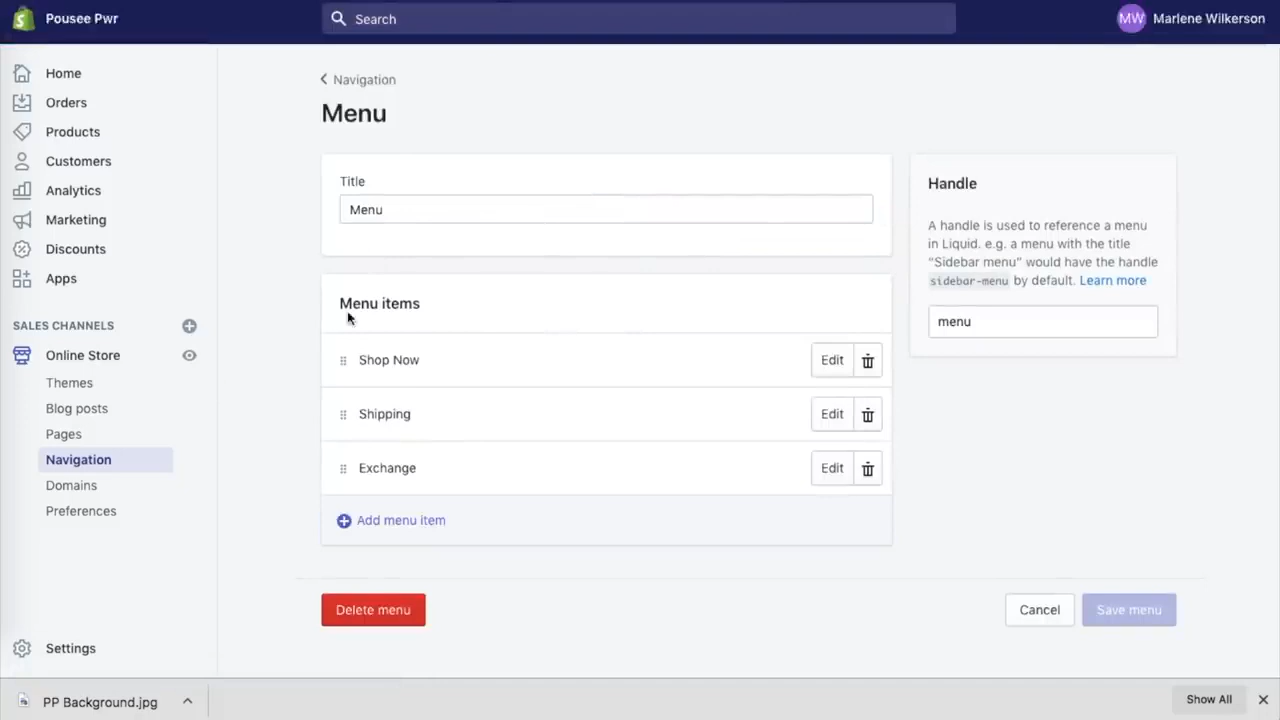 Pousee Pwr
Search
MW
Marlene Wilkerson
Home
Orders
Products
Customers
Analytics
Marketing
Discounts
Apps
SALES CHANNELS
Online Store
Themes
Blog posts
Pages
Navigation
Domains
Preferences
Settings
Navigation
Menu
Title
Menu
Menu items
Shop Now
Edit
Shipping
Edit
Exchange
Edit
Add menu item
Handle
A handle is used to reference a menu
in Liquid. e.g. a menu with the title
“Sidebar menu” would have the handle
sidebar-menu by default. Learn more
menu
Delete menu
Cancel
Save menu
PP Background.jpg
Show All